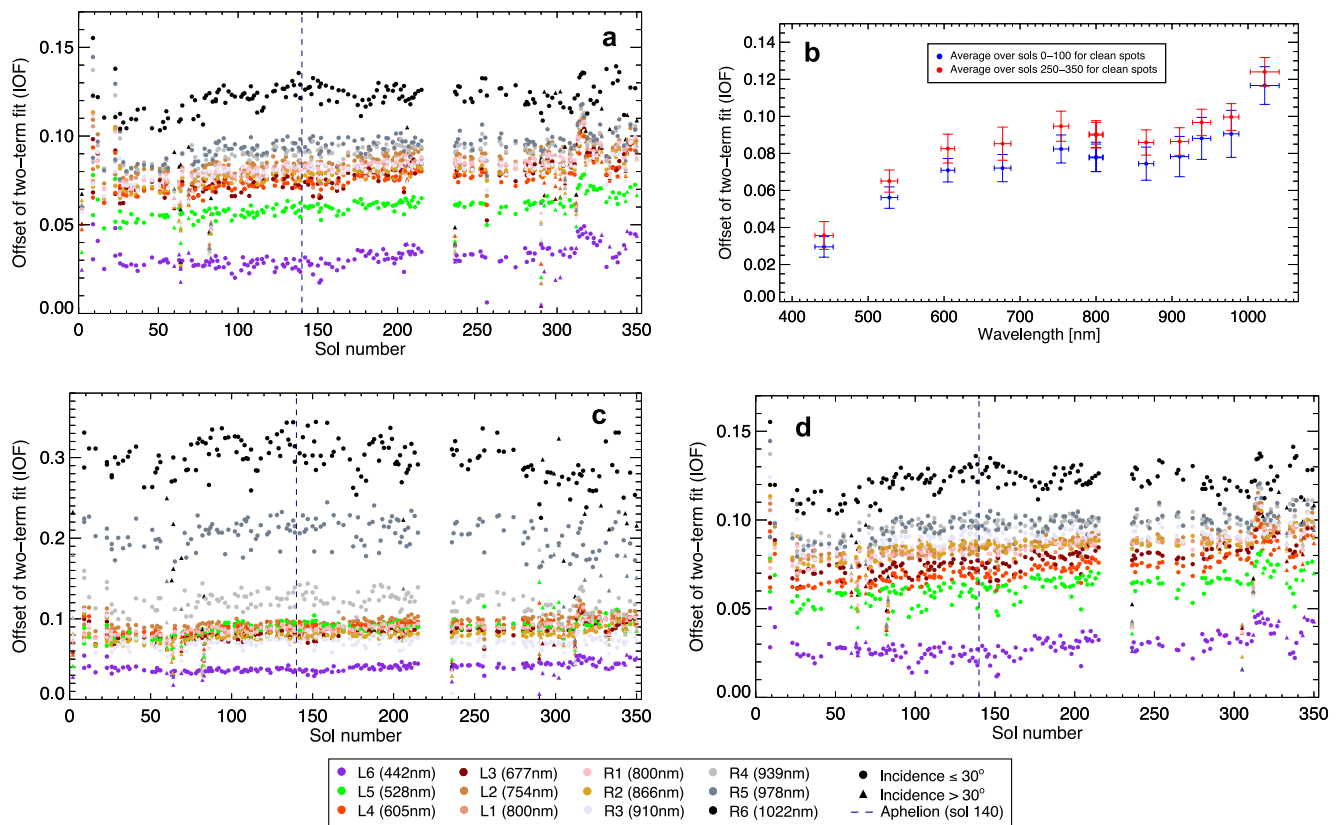 a
0.15
0.10
0.05
0.00
Offset of two-term fit (IOF)
0 50 100 150 200 250 300 350
Sol number
b
Average over sols 0–100 for clean spots
Average over sols 250–350 for clean spots
0.14
0.12
0.10
0.08
0.06
0.04
0.02
0.00
Offset of two-term fit (IOF)
400 500 600 700 800 900 1000
Wavelength [nm]
c
0.3
0.2
0.1
0.0
Offset of two-term fit (IOF)
0 50 100 150 200 250 300 350
Sol number
d
0.15
0.10
0.05
0.00
Offset of two-term fit (IOF)
0 50 100 150 200 250 300 350
Sol number
L6 (442nm) L3 (677nm) R1 (800nm) R4 (939nm) Incidence ≤ 30°
L5 (528nm) L2 (754nm) R2 (866nm) R5 (978nm) Incidence > 30°
L4 (605nm) L1 (800nm) R3 (910nm) R6 (1022nm) Aphelion (sol 140)